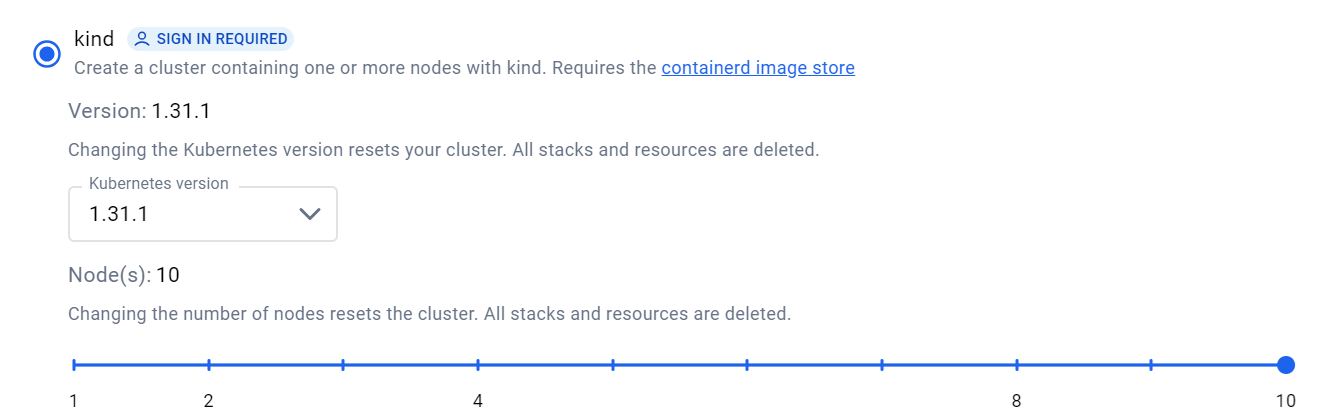 kind SIGN IN REQUIRED
Create a cluster containing one or more nodes with kind. Requires the containerd image store
Version: 1.31.1
Changing the Kubernetes version resets your cluster. All stacks and resources are deleted.
Kubernetes version
1.31.1
Node(s): 10
Changing the number of nodes resets the cluster. All stacks and resources are deleted.
1 2 4 8 10